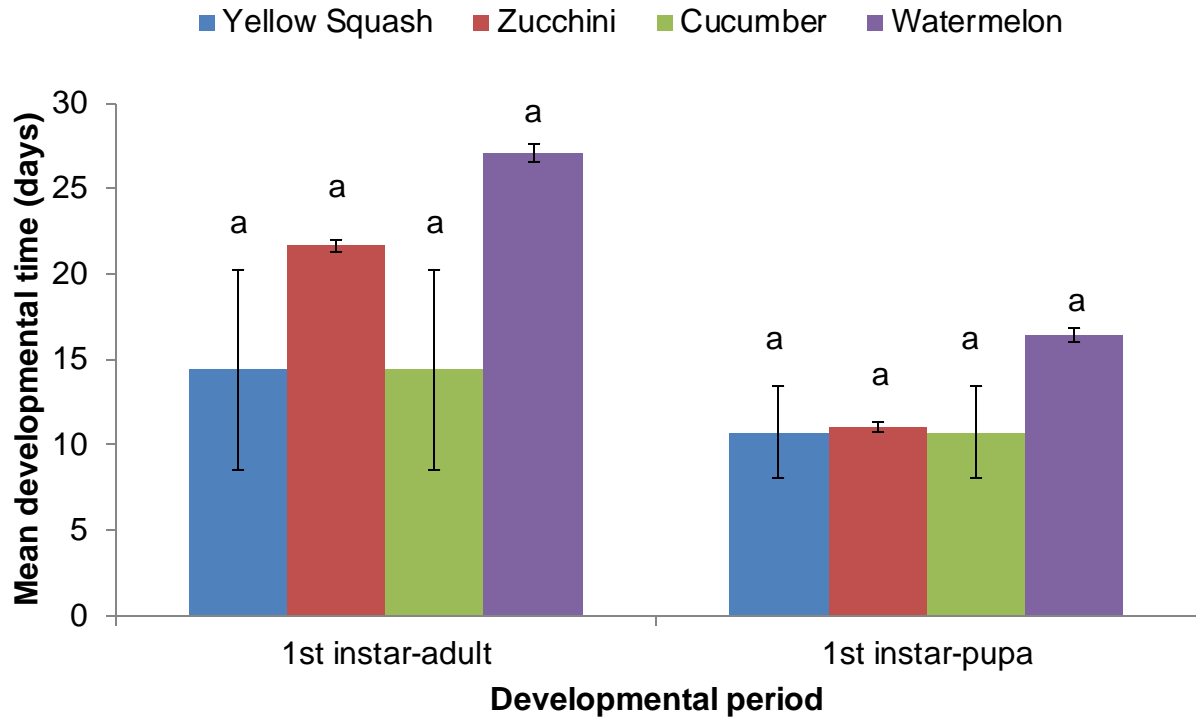 Yellow Squash Zucchini Cucumber Watermelon
Mean developmental time (days)
30
25
20
15
10
5
0
a a a a
a a a a
1st instar-adult 1st instar-pupa
Developmental period